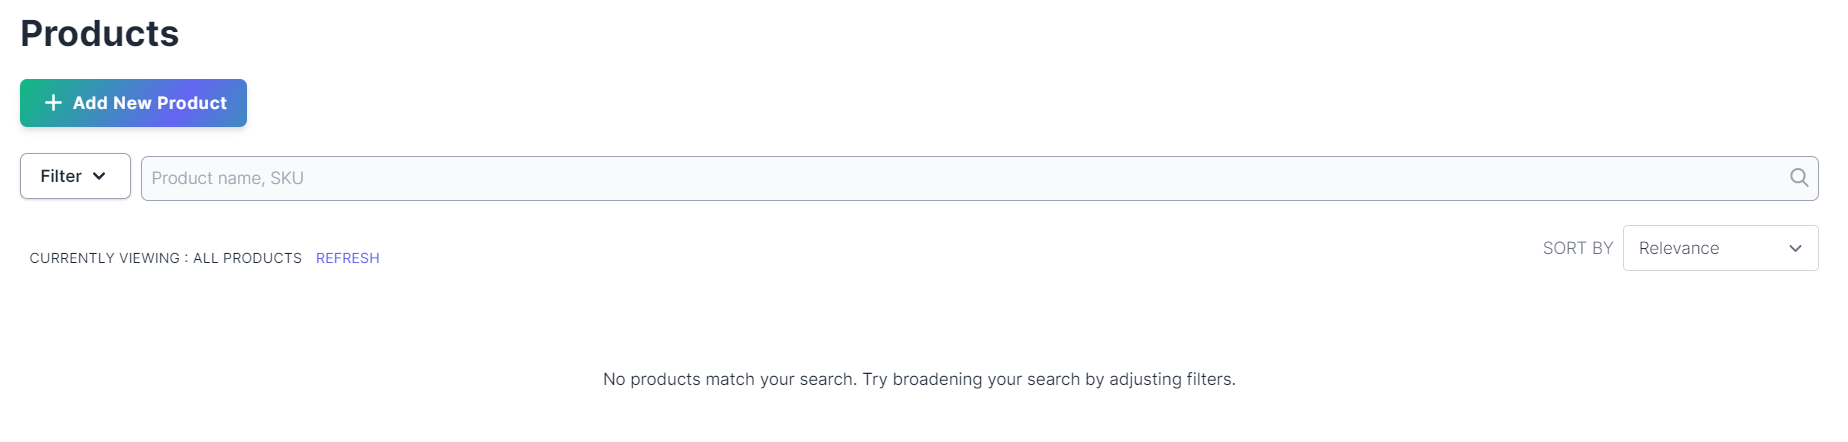 Products
Add New Product
Filter
Product name, SKU
CURRENTLY VIEWING : ALL PRODUCTS REFRESH
SORT BY Relevance
No products match your search. Try broadening your search by adjusting filters.